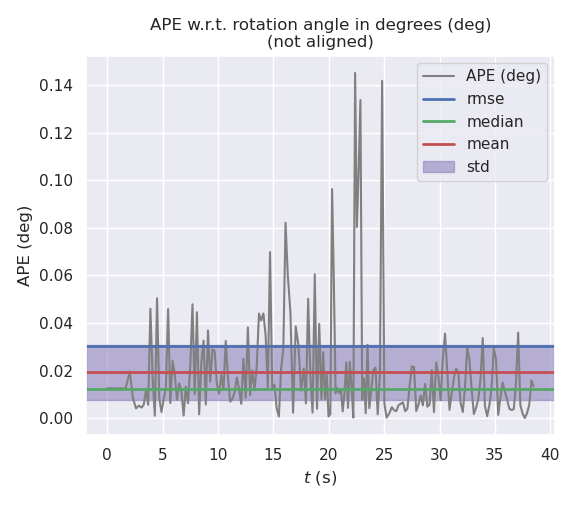 APE w.r.t. rotation angle in degrees (deg)
(not aligned)
APE (deg)
rmse
median
mean
std
0.14
0.12
0.10
0.08
0.06
0.04
0.02
0.00
APE (deg)
0 5 10 15 20 25 30 35 40
t (s)